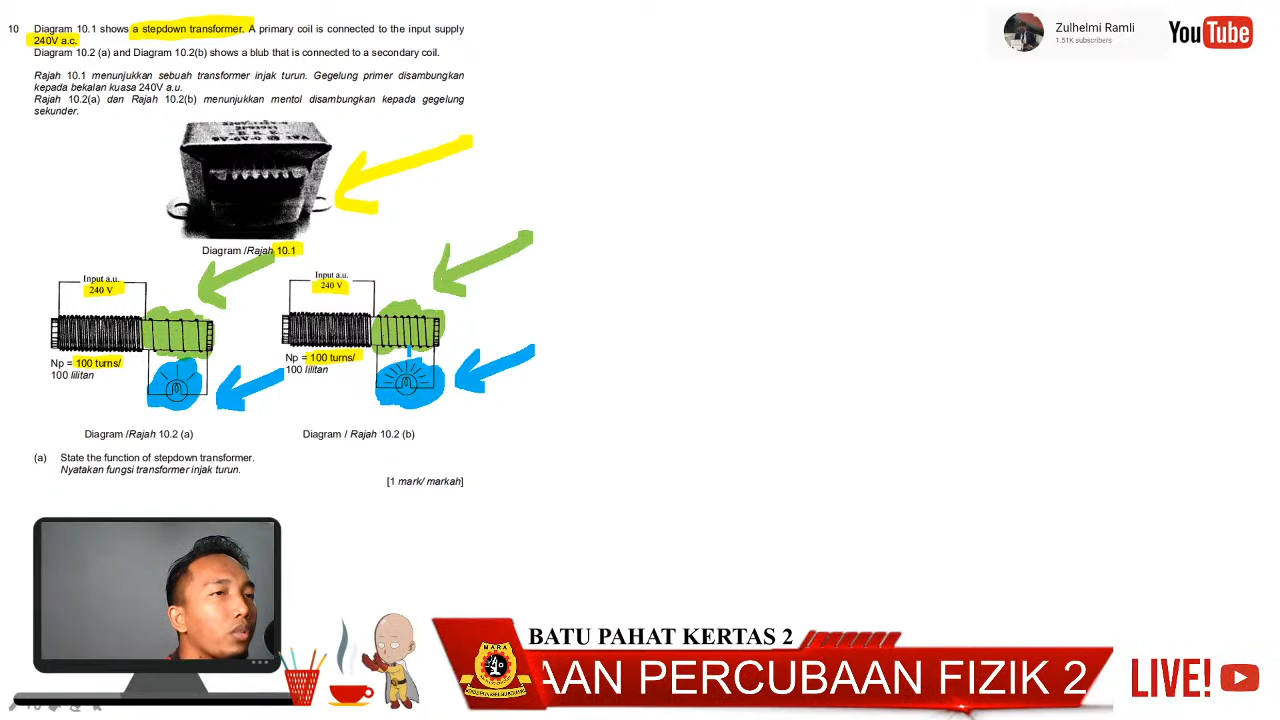 Zulhelmi Ramli
1.51K subscribers
YouTube
10 Diagram 10.1 shows a stepdown transformer. A primary coil is connected to the input supply
240V a.c.
Diagram 10.2 (a) and Diagram 10.2(b) shows a blub that is connected to a secondary coil.
Rajah 10.1 menunjukkan sebuah transformer injak turun. Gegelung primer disambungkan
kepada bekalan kuasa 240V a.u.
Rajah 10.2(a) dan Rajah 10.2(b) menunjukkan mentol disambungkan kepada gegelung
sekunder.
Diagram /Rajah 10.1
Input a.u.
240 V
Np = 100 turns/
100 lilitan
Diagram /Rajah 10.2 (a)
Input a.u.
240 V
Np = 100 turns/
100 lilitan
Diagram / Rajah 10.2 (b)
(a) State the function of stepdown transformer.
Nyatakan fungsi transformer injak turun.
[1 mark/ markah]
BATU PAHAT KERTAS 2
AAN PERCUBAAN FIZIK 2
MARA
LIVE!